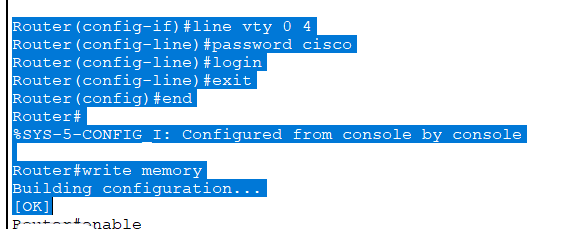 Router(config-if)#line vty 0 4
Router(config-line)#password cisco
Router(config-line)#login
Router(config-line)#exit
Router(config)#end
Router#
%SYS-5-CONFIG_I: Configured from console by console
Router#write memory
Building configuration...
[OK]
Router#enable